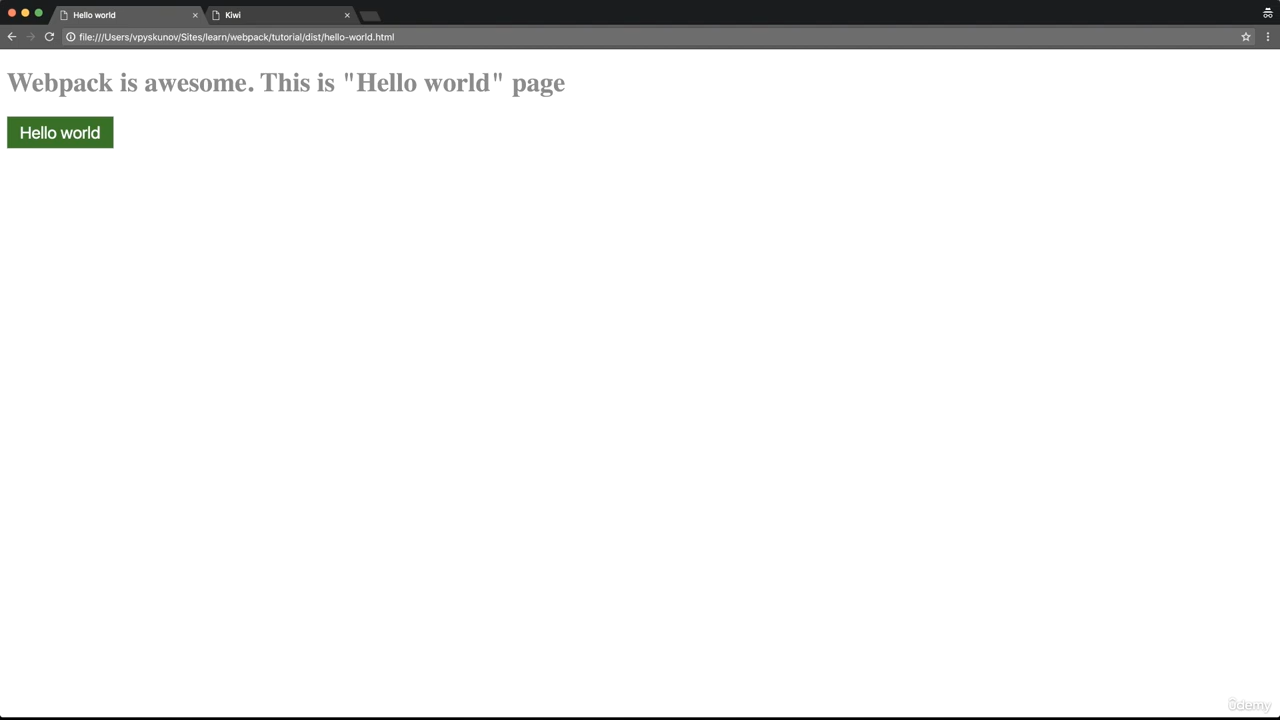 Hello world
Kiwi
file:///Users/vpyskunov/Sites/learn/webpack/tutorial/dist/hello-world.html
Webpack is awesome. This is "Hello world" page
Hello world
ûdemy